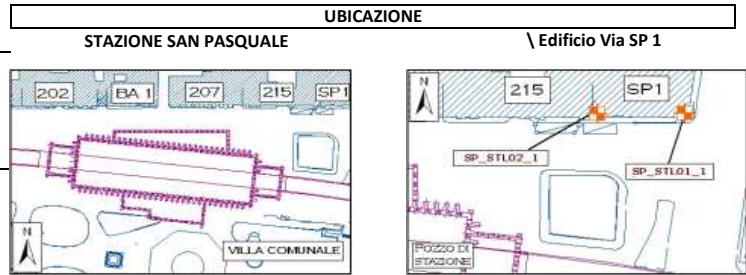 UBICAZIONE
STAZIONE SAN PASQUALE
\ Edificio Via SP 1
202 BA 1 207 215 SP1
N
VILLA COMUNALE
N
215 SP1
SP_STL02_1
SP_STL01_1
POZZO DI
STAZIONE